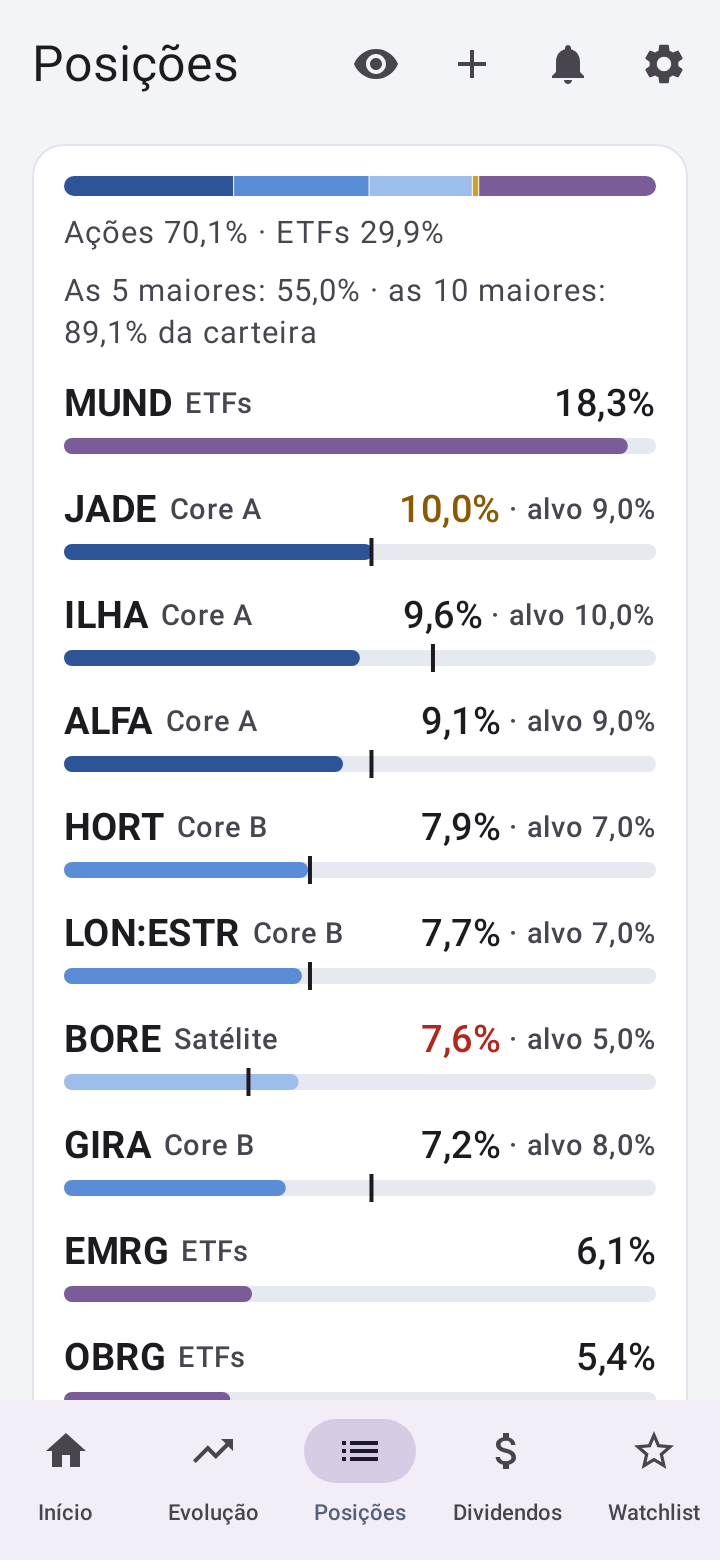 Posições
Ações 70,1% · ETFs 29,9%
As 5 maiores: 55,0% · as 10 maiores:
89,1% da carteira
MUND ETFs 18,3%
JADE Core A 10,0% · alvo 9,0%
ILHA Core A 9,6% · alvo 10,0%
ALFA Core A 9,1% · alvo 9,0%
HORT Core B 7,9% · alvo 7,0%
LON:ESTR Core B 7,7% · alvo 7,0%
BORE Satélite 7,6% · alvo 5,0%
GIRA Core B 7,2% · alvo 8,0%
EMRG ETFs 6,1%
OBRG ETFs 5,4%
Início Evolução Posições Dividendos Watchlist